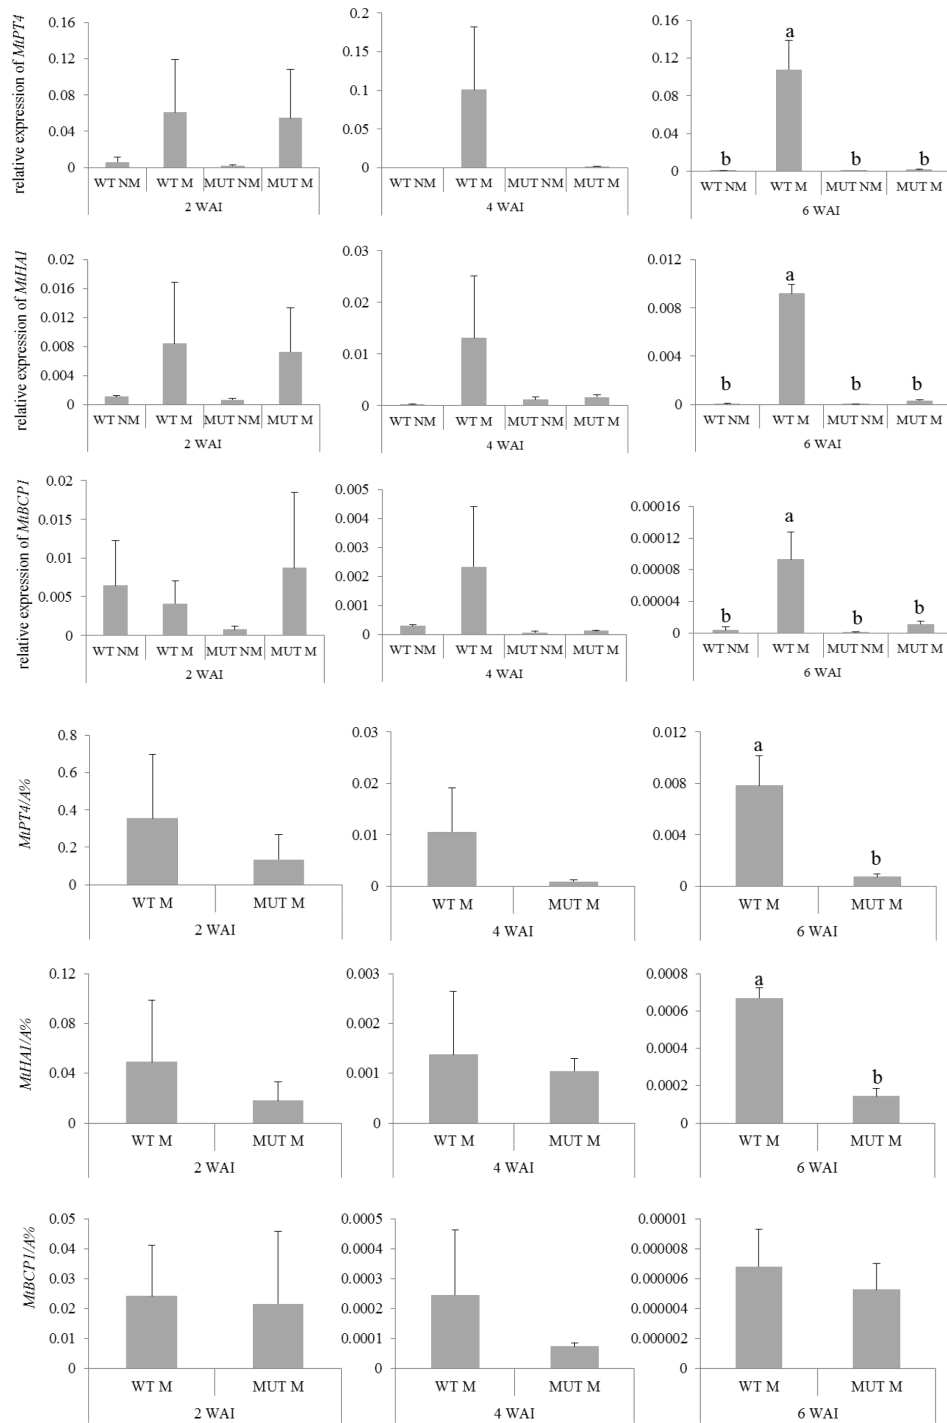 relative expression of MtPT4
0.16
0.12
0.08
0.04
0
WT NM WT M MUT NM MUT M
2 WAI
0.2
0.15
0.1
0.05
0
WT NM WT M MUT NM MUT M
4 WAI
0.16
0.12
0.08
0.04
0
b a b b
WT NM WT M MUT NM MUT M
6 WAI
relative expression of MtHA1
0.02
0.016
0.012
0.008
0.004
0
WT NM WT M MUT NM MUT M
2 WAI
0.03
0.02
0.01
0
WT NM WT M MUT NM MUT M
4 WAI
0.012
0.008
0.004
0
b a b b
WT NM WT M MUT NM MUT M
6 WAI
relative expression of MtBCP1
0.02
0.015
0.01
0.005
0
WT NM WT M MUT NM MUT M
2 WAI
0.005
0.004
0.003
0.002
0.001
0
WT NM WT M MUT NM MUT M
4 WAI
0.00016
0.00012
0.00008
0.00004
0
b a b b
WT NM WT M MUT NM MUT M
6 WAI
MtPT4/A%
0.8
0.6
0.4
0.2
0
WT M MUT M
2 WAI
0.03
0.02
0.01
0
WT M MUT M
4 WAI
0.012
0.008
0.004
0
a b
WT M MUT M
6 WAI
MtHA1/A%
0.12
0.08
0.04
0
WT M MUT M
2 WAI
0.003
0.002
0.001
0
WT M MUT M
4 WAI
0.0008
0.0006
0.0004
0.0002
0
a b
WT M MUT M
6 WAI
MtBCP1/A%
0.05
0.04
0.03
0.02
0.01
0
WT M MUT M
2 WAI
0.0005
0.0004
0.0003
0.0002
0.0001
0
WT M MUT M
4 WAI
0.00001
0.000008
0.000006
0.000004
0.000002
0
WT M MUT M
6 WAI